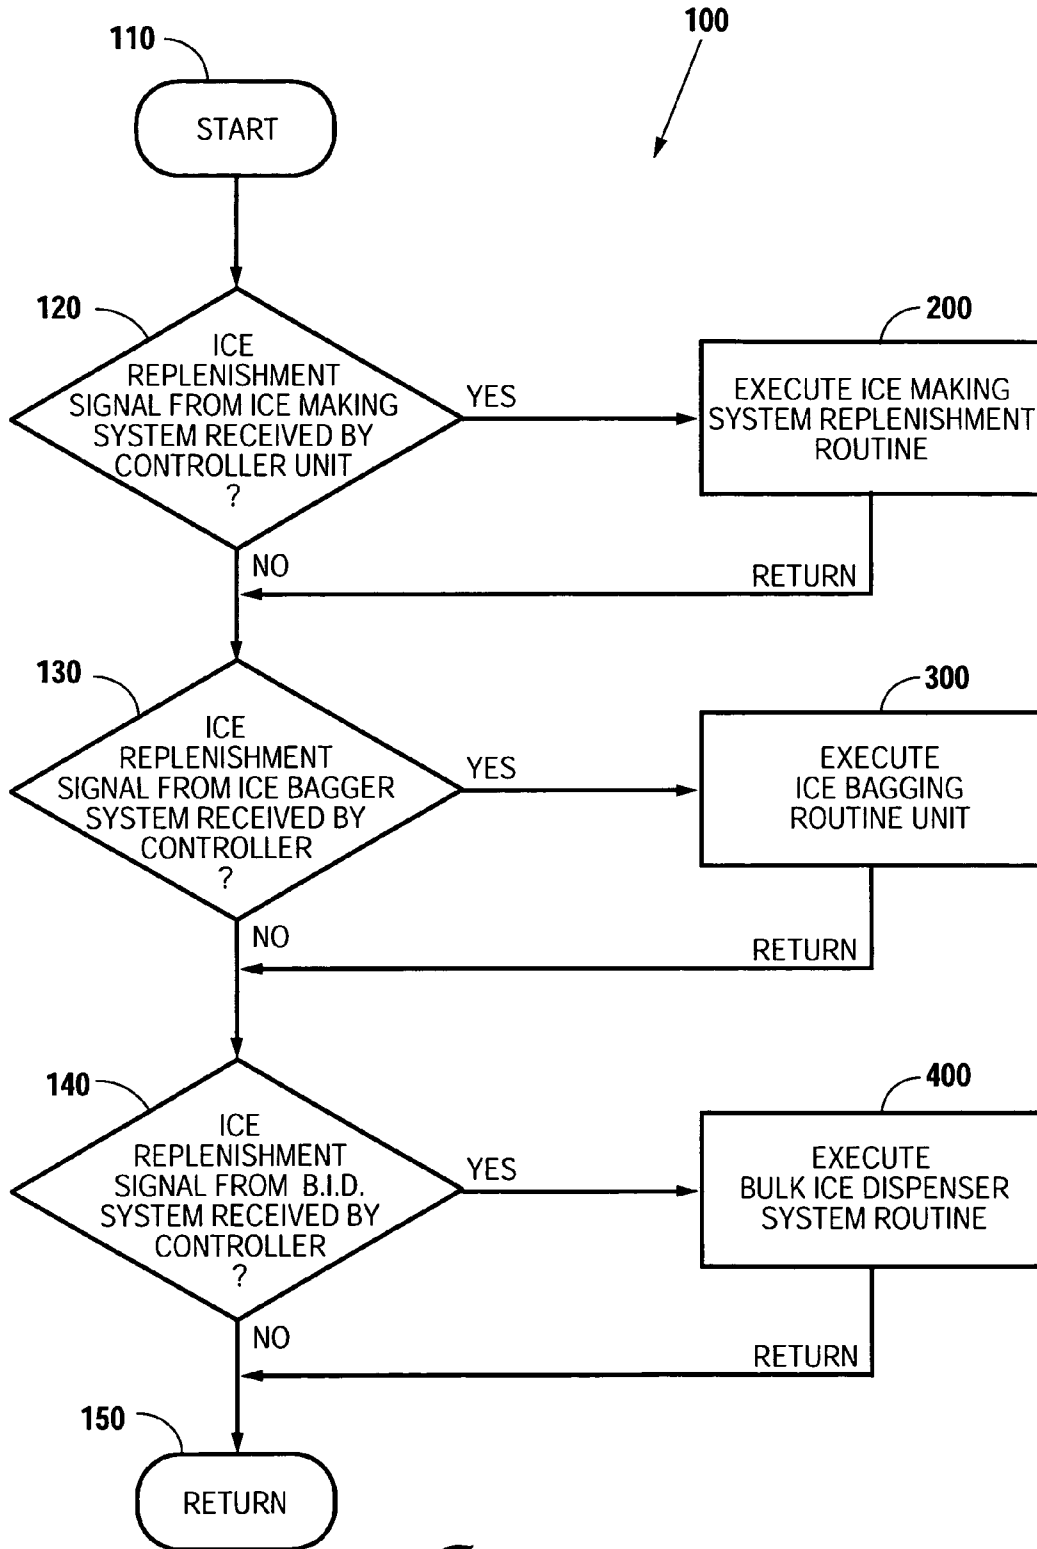 110
100
START
120
ICE
REPLENISHMENT
SIGNAL FROM ICE MAKING
SYSTEM RECEIVED BY
CONTROLLER UNIT
?
YES
200
EXECUTE ICE MAKING
SYSTEM REPLENISHMENT
ROUTINE
NO
RETURN
130
ICE
REPLENISHMENT
SIGNAL FROM ICE BAGGER
SYSTEM RECEIVED BY
CONTROLLER
?
YES
300
EXECUTE
ICE BAGGING
ROUTINE UNIT
NO
RETURN
140
ICE
REPLENISHMENT
SIGNAL FROM B.I.D.
SYSTEM RECEIVED BY
CONTROLLER
?
YES
400
EXECUTE
BULK ICE DISPENSER
SYSTEM ROUTINE
NO
RETURN
150
RETURN